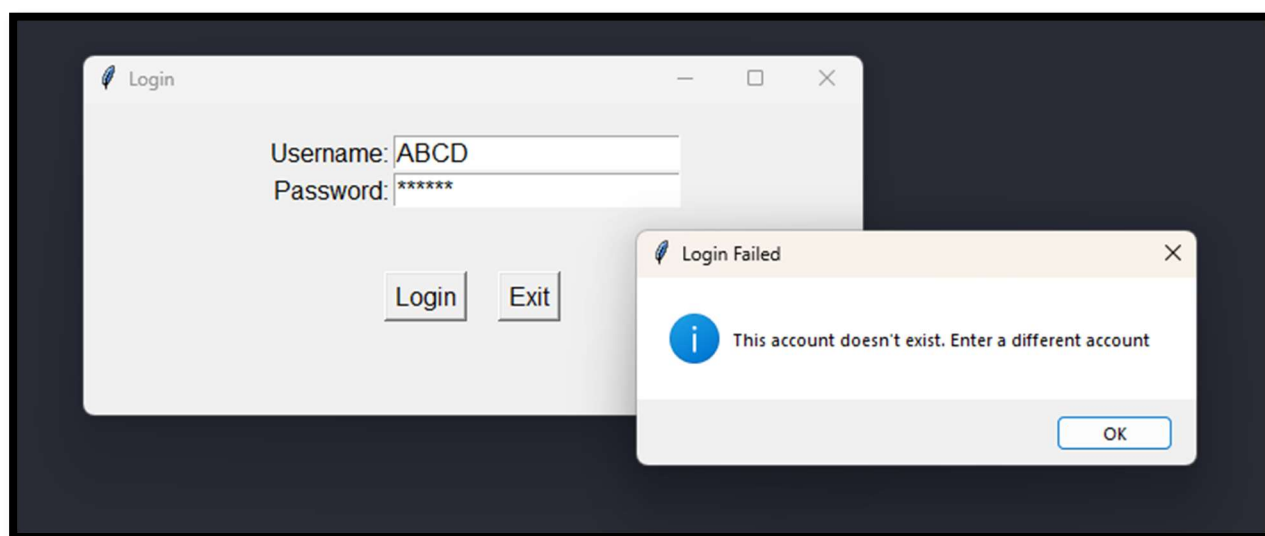 Login
Username: ABCD
Password: ******
Login Exit
Login Failed
This account doesn't exist. Enter a different account
OK